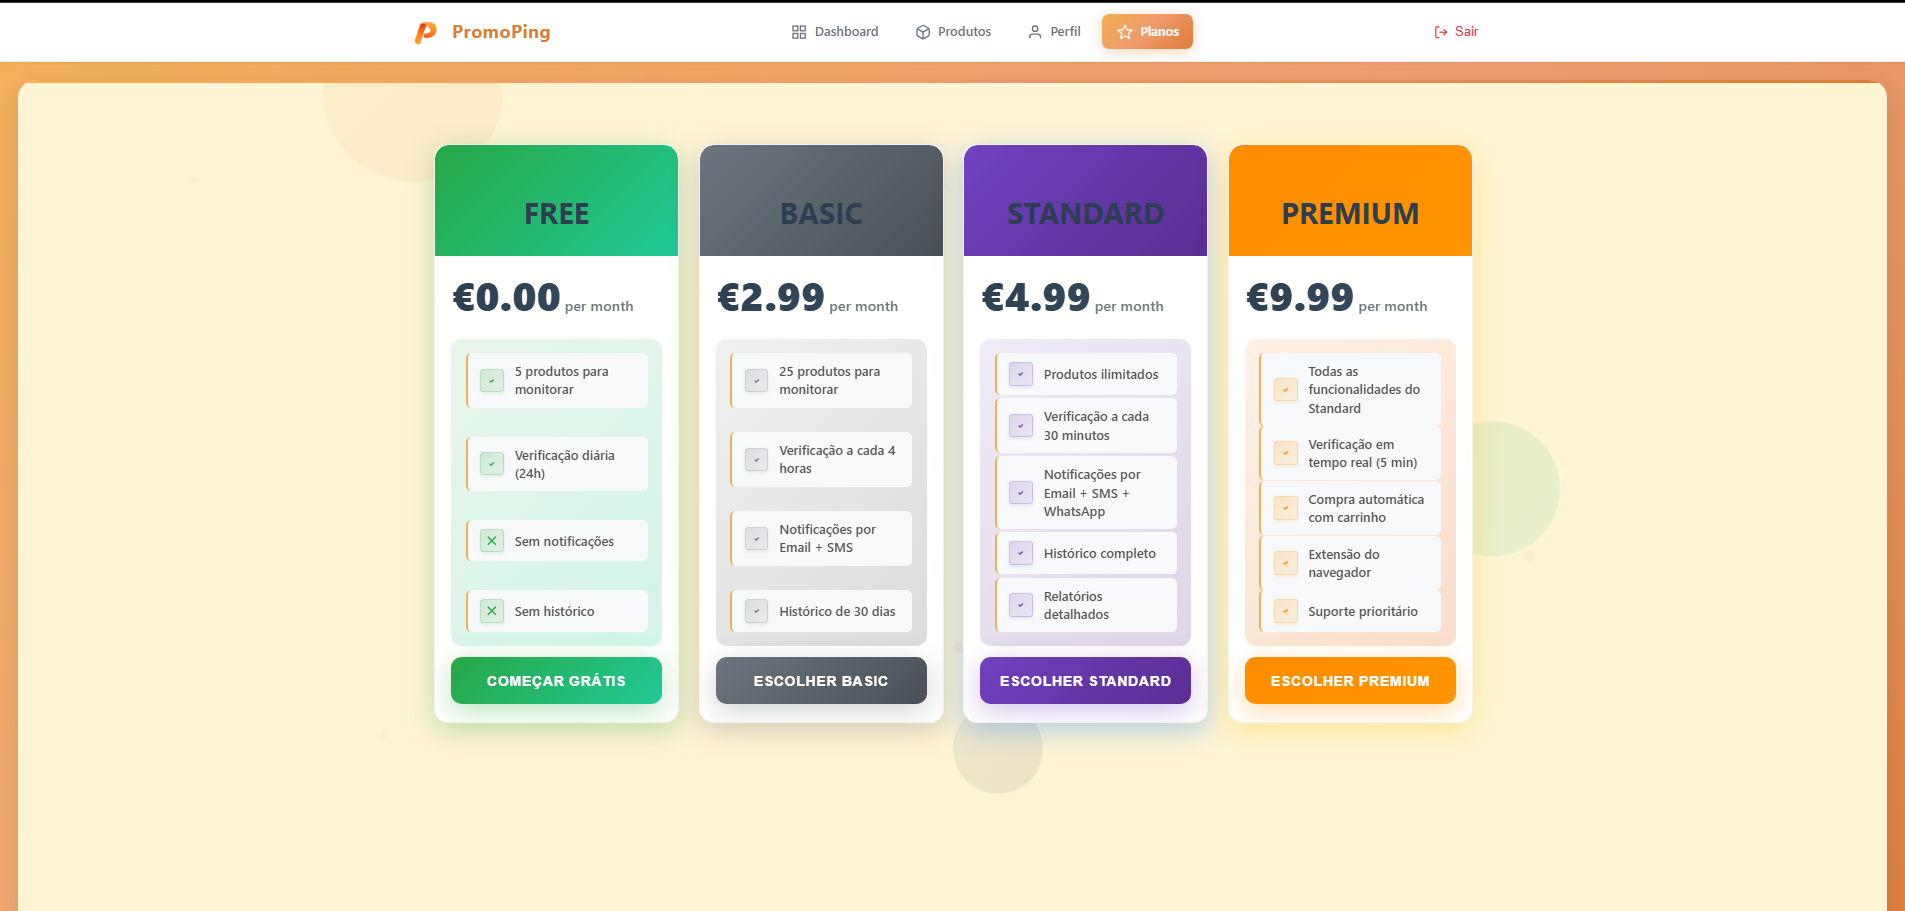 PromoPing
Dashboard
Produtos
Perfil
Planos
Sair
FREE
€0.00 per month
5 produtos para
monitorar
Verificação diária
(24h)
Sem notificações
Sem histórico
COMEÇAR GRÁTIS
BASIC
€2.99 per month
25 produtos para
monitorar
Verificação a cada 4
horas
Notificações por
Email + SMS
Histórico de 30 dias
ESCOLHER BASIC
STANDARD
€4.99 per month
Produtos ilimitados
Verificação a cada
30 minutos
Notificações por
Email + SMS +
WhatsApp
Histórico completo
Relatórios
detalhados
ESCOLHER STANDARD
PREMIUM
€9.99 per month
Todas as
funcionalidades do
Standard
Verificação em
tempo real (5 min)
Compra automática
com carrinho
Extensão do
navegador
Suporte prioritário
ESCOLHER PREMIUM